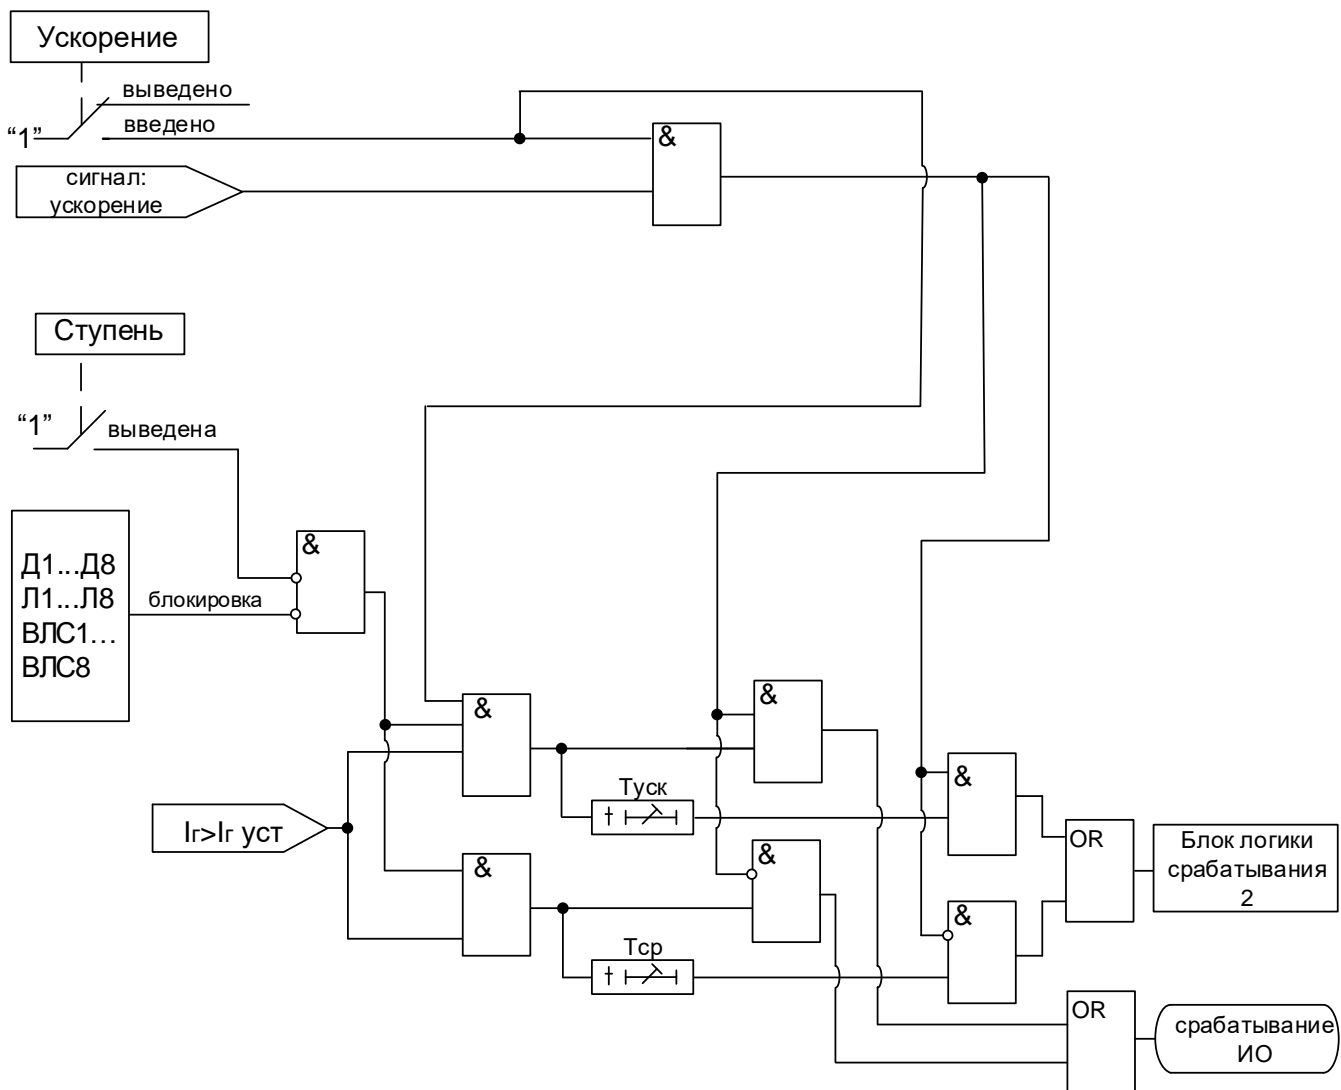 Ускорение
выведено
“1”
введено
&
сигнал:
ускорение
Ступень
“1”
выведена
&
Д1...Д8
Л1...Л8
ВЛС1...
ВЛС8
блокировка
&
&
&
Туск
Iг>Iг уст
OR
Блок логики
срабатывания
2
&
&
&
Тср
OR
срабатывание
ИО